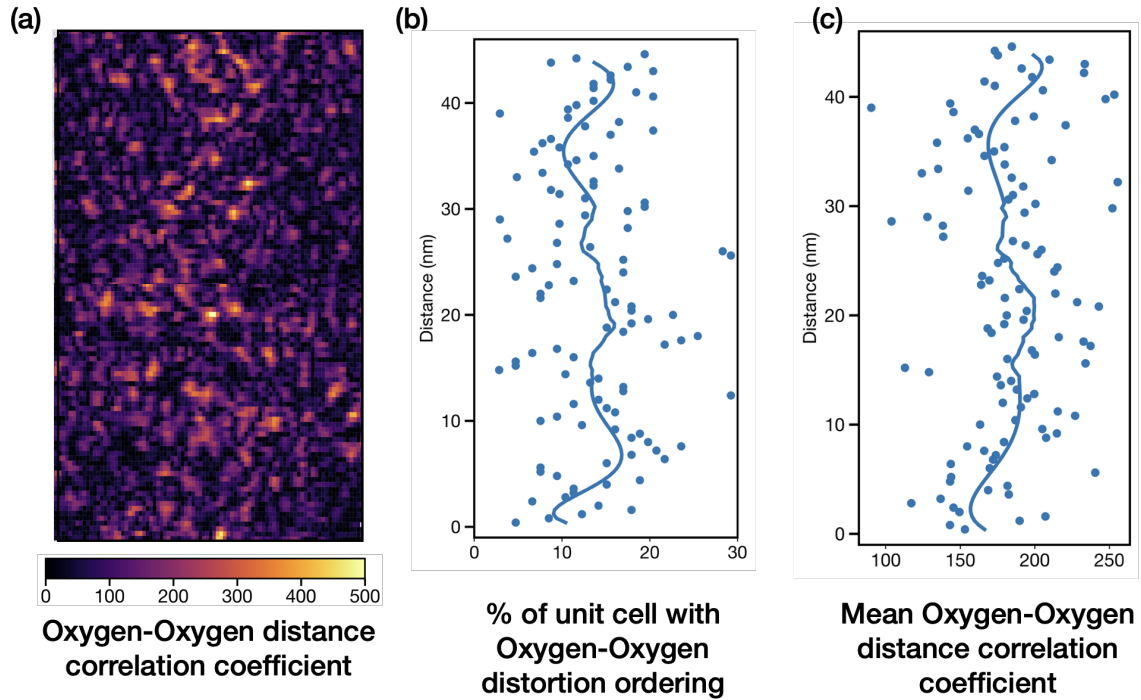 (a)
0 100 200 300 400 500
Oxygen-Oxygen distance
correlation coefficient
(b)
Distance (nm)
40
30
20
10
0
0 10 20 30
% of unit cell with
Oxygen-Oxygen
distortion ordering
(c)
Distance (nm)
40
30
20
10
0
100 150 200 250
Mean Oxygen-Oxygen
distance correlation
coefficient